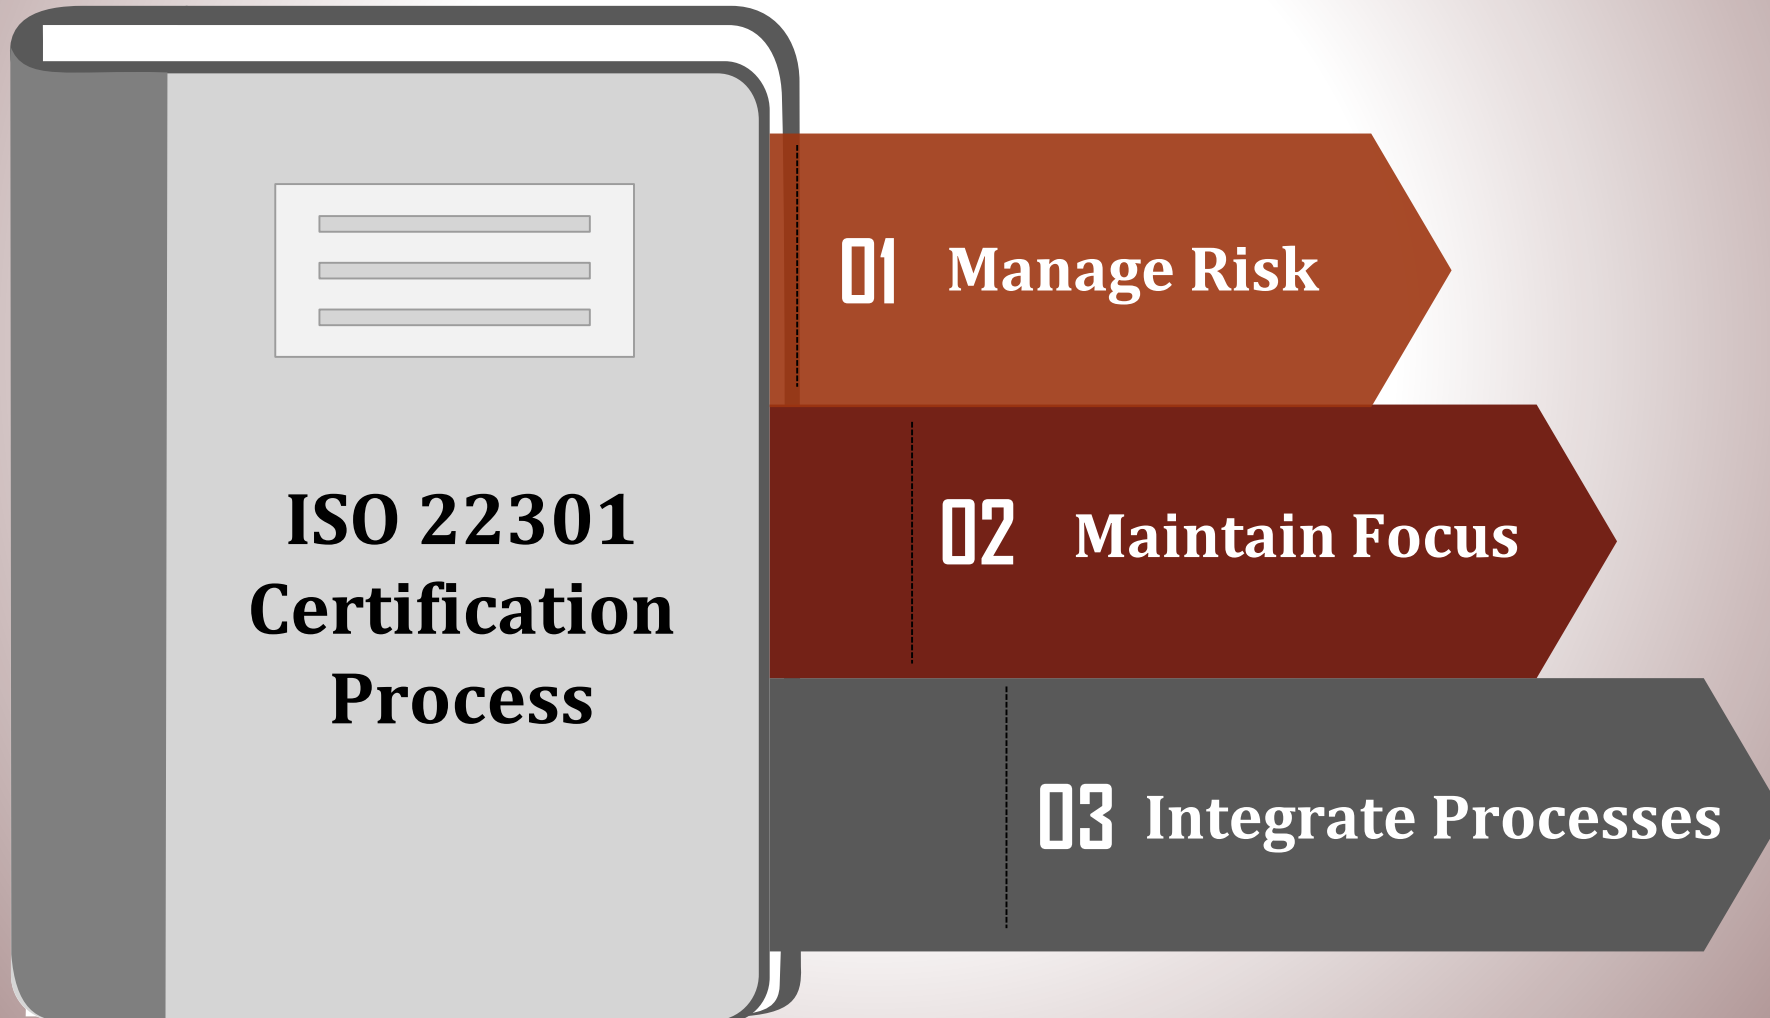 ISO 22301
Certification
Process
01 Manage Risk
02 Maintain Focus
03 Integrate Processes